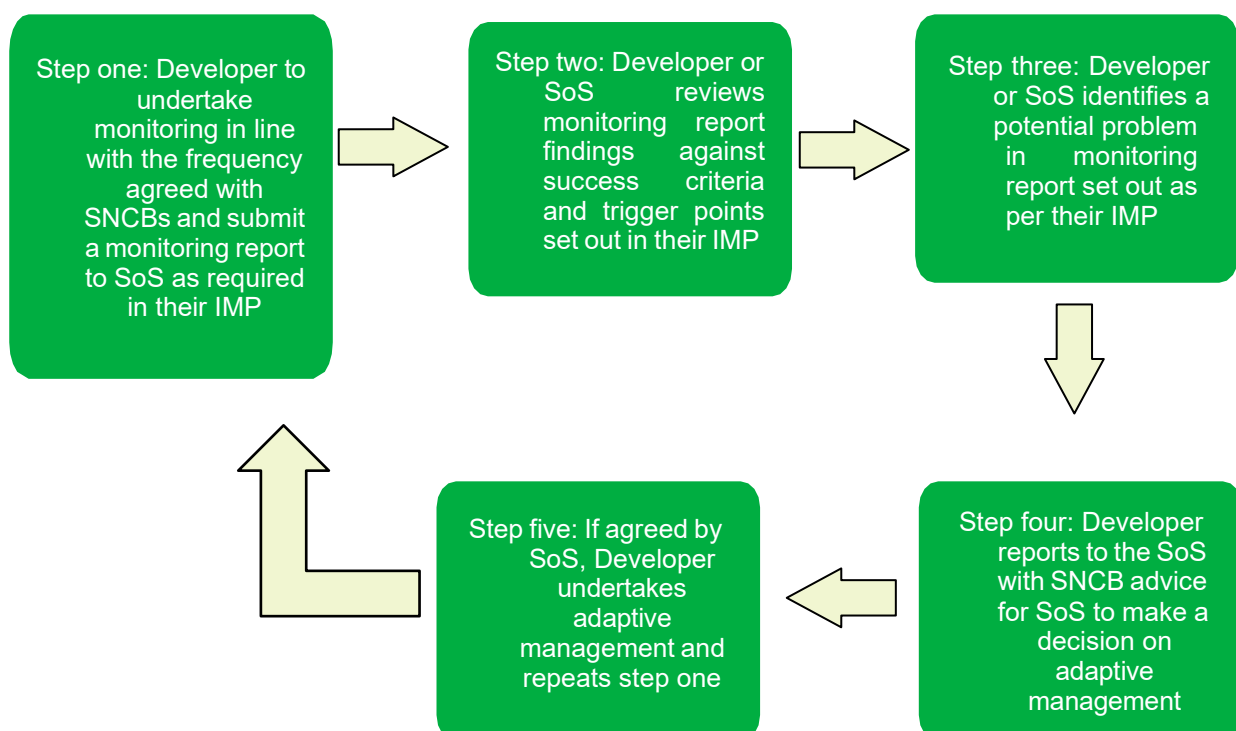 Step one: Developer to
undertake
monitoring in line
with the frequency
agreed with
SNCBs and submit
a monitoring report
to SoS as required
in their IMP
Step two: Developer or
SoS reviews
monitoring report
findings against
success criteria
and trigger points
set out in their IMP
Step three: Developer
or SoS identifies a
potential problem
in monitoring
report set out as
per their IMP
Step four: Developer
reports to the SoS
with SNCB advice
for SoS to make a
decision on
adaptive
management
Step five: If agreed by
SoS, Developer
undertakes
adaptive
management and
repeats step one